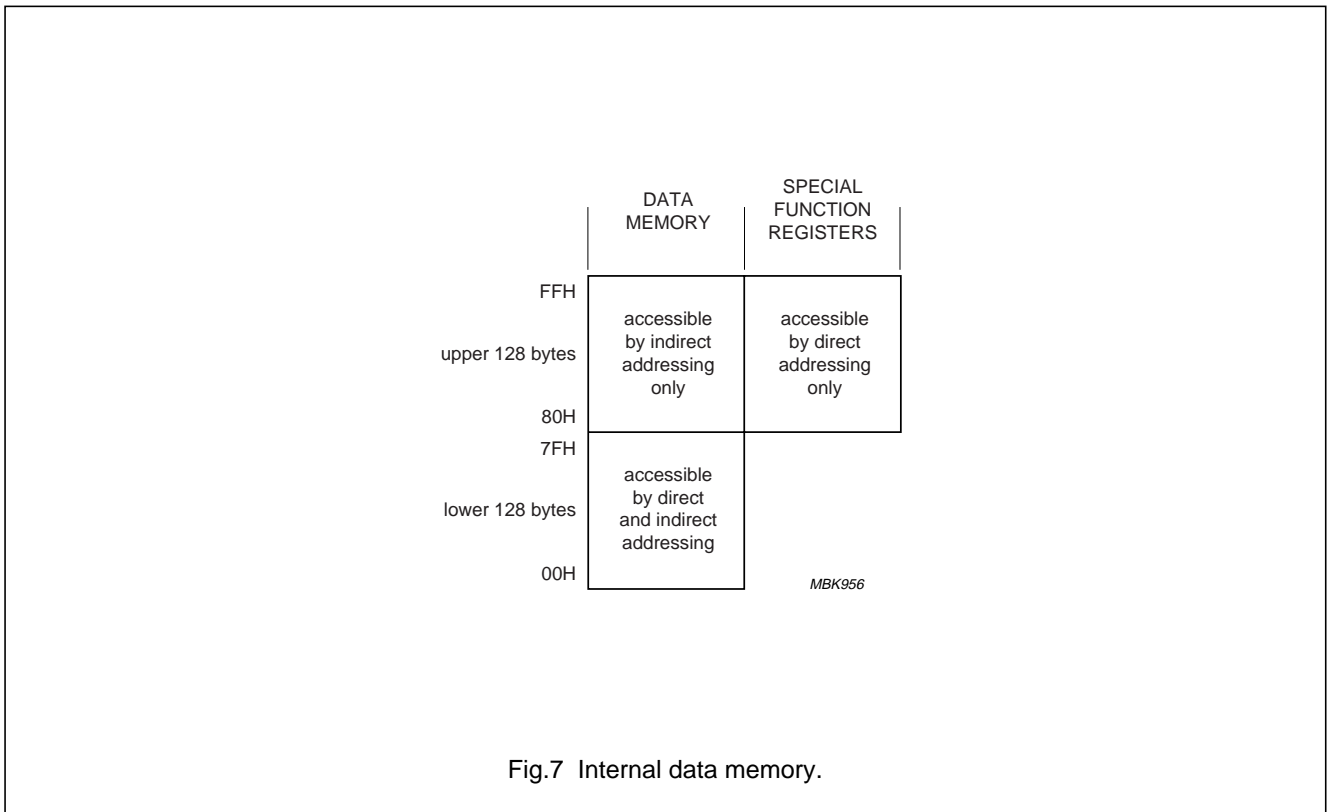 DATA
MEMORY
SPECIAL
FUNCTION
REGISTERS
FFH
upper 128 bytes
80H
accessible
by indirect
addressing
only
accessible
by direct
addressing
only
7FH
lower 128 bytes
00H
accessible
by direct
and indirect
addressing
MBK956
Fig.7 Internal data memory.